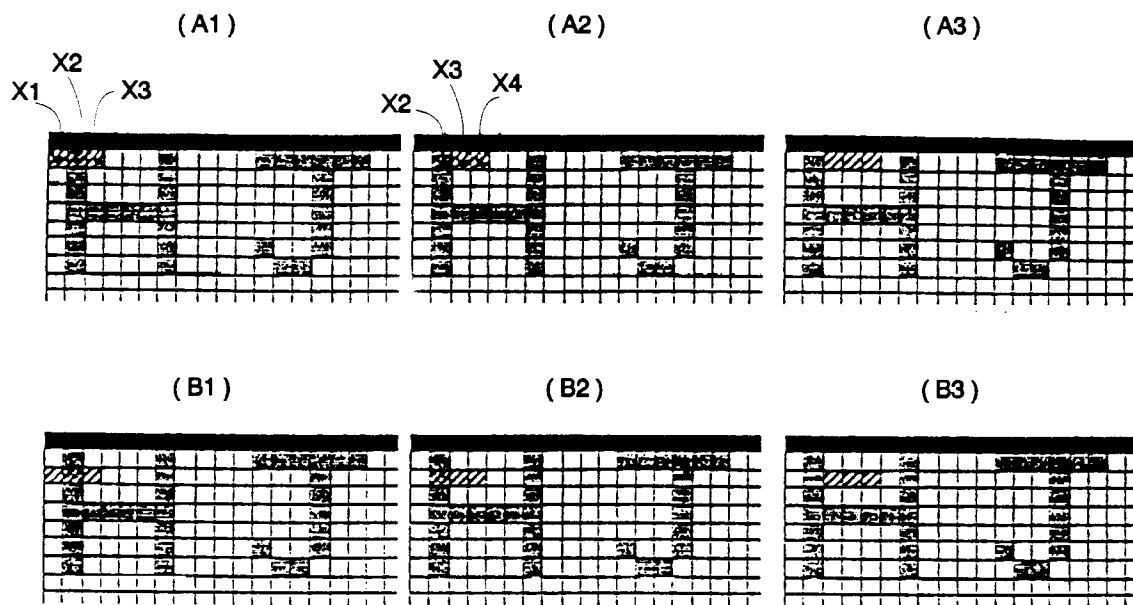 ( A1 ) ( A2 ) ( A3 )
X2 X3
X1 X3 X2 X4
( B1 ) ( B2 ) ( B3 )